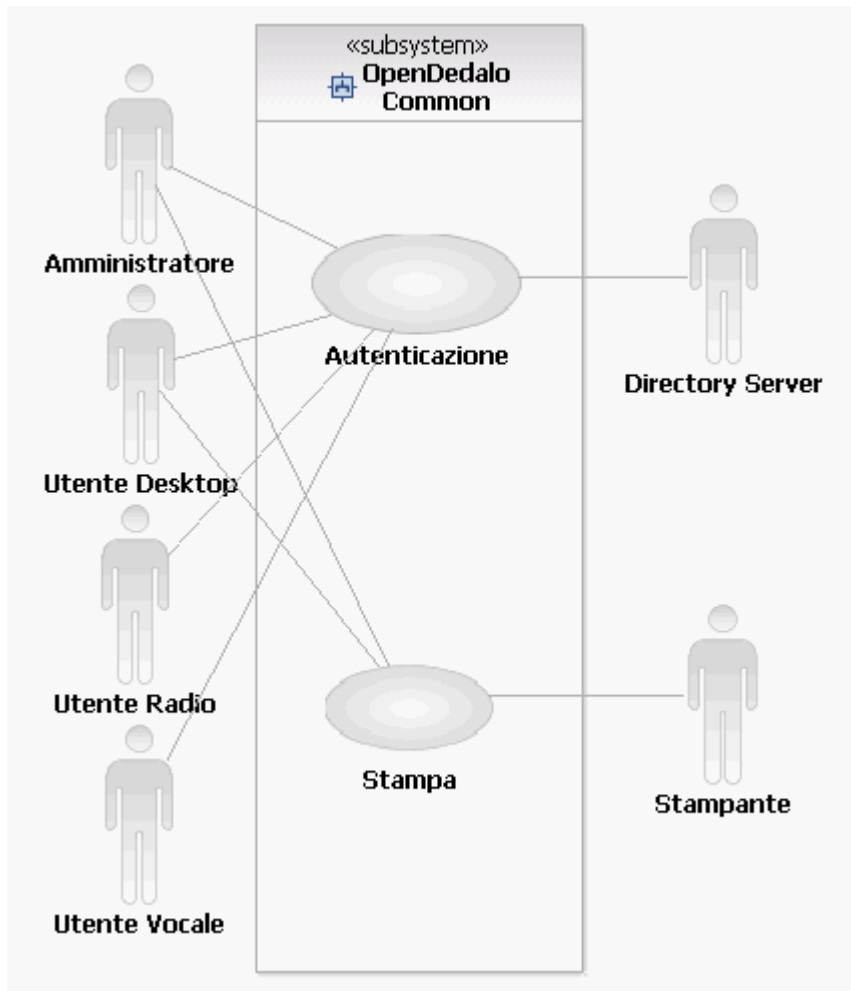 «subsystem»
OpenDedalo
Common
Amministratore
Autenticazione
Directory Server
Utente Desktop
Utente Radio
Stampa
Stampante
Utente Vocale